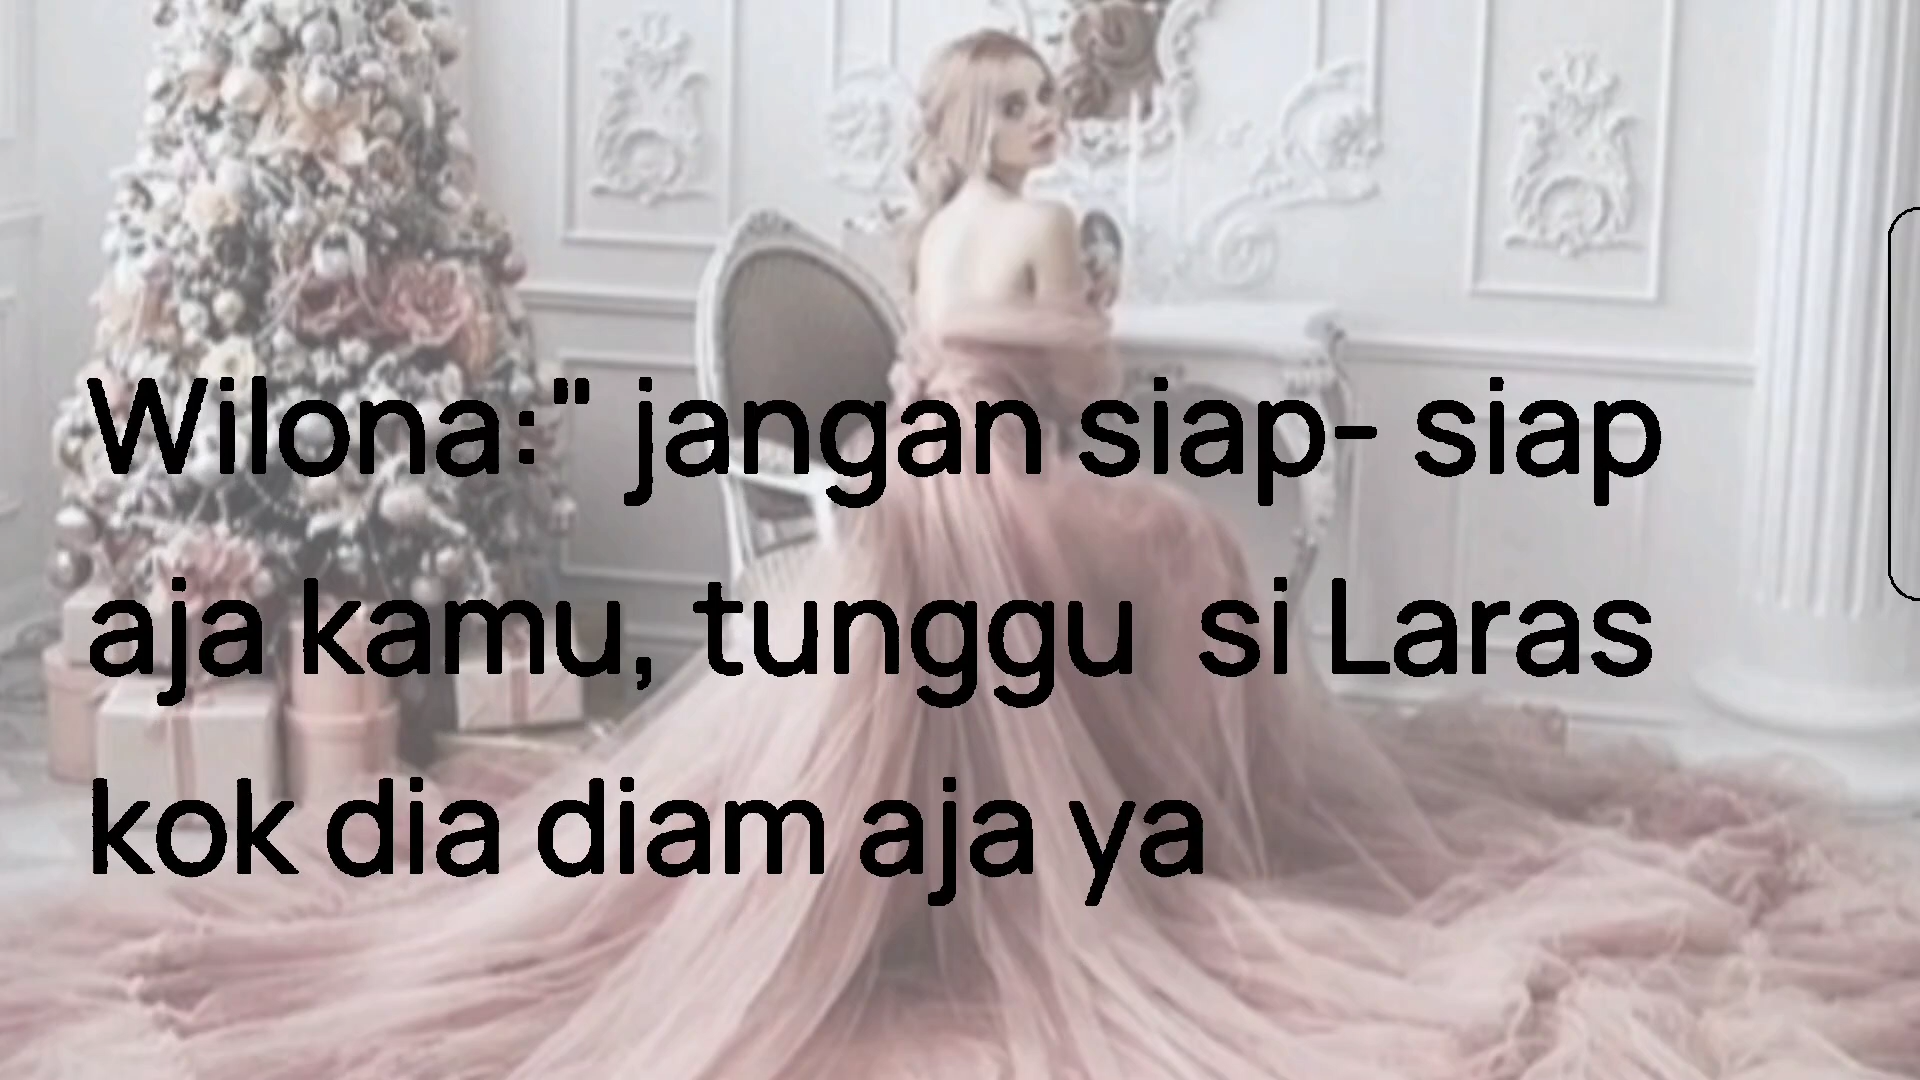 Wilona:" jangan siap- siap
aja kamu, tunggu  si Laras
kok dia diam aja ya